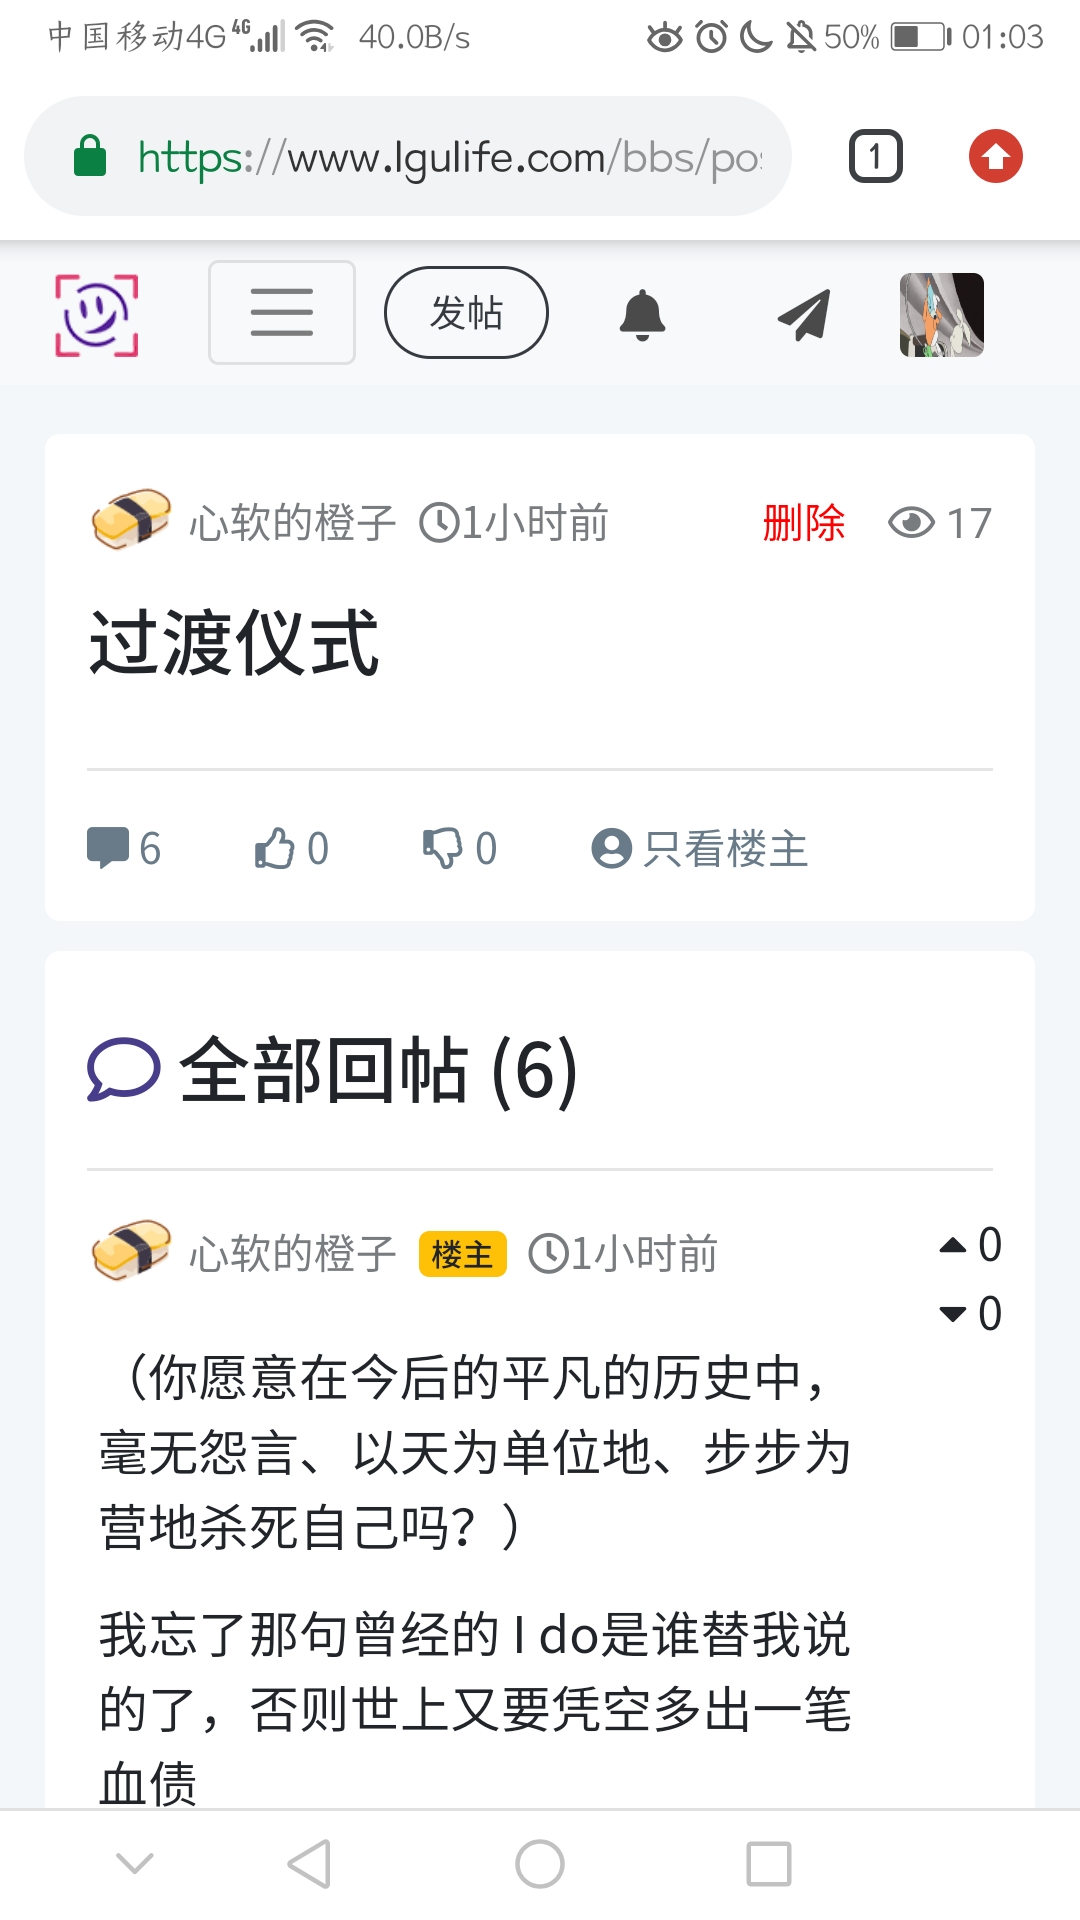 中国移动4G 4G 40.0B/s 50% 01:03
https://www.lgulife.com/bbs/pos
1
发帖
心软的橙子 1小时前 删除 17
过渡仪式
6 0 0 只看楼主
全部回帖 (6)
心软的橙子 楼主 1小时前 0
0
（你愿意在今后的平凡的历史中，
毫无怨言、以天为单位地、步步为
营地杀死自己吗？）
我忘了那句曾经的 I do是谁替我说
的了，否则世上又要凭空多出一笔
血债